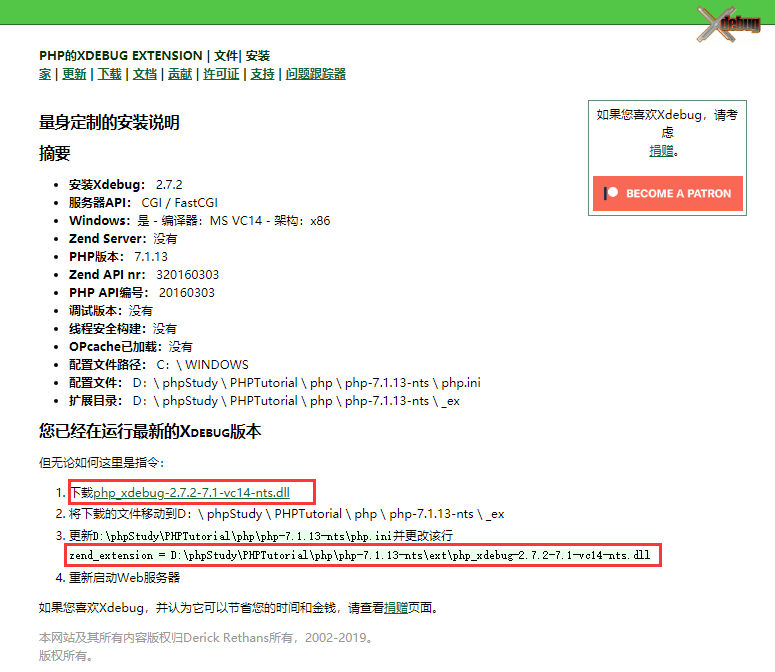 Xdebug
PHP的XDEBUG EXTENSION | 文件| 安装
家 | 更新 | 下载 | 文档 | 贡献 | 许可证 | 支持 | 问题跟踪器
如果您喜欢Xdebug，请考
虑
捐赠。
BECOME A PATRON
量身定制的安装说明
摘要
• 安装Xdebug： 2.7.2
• 服务器API： CGI / FastCGI
• Windows：是 - 编译器：MS VC14 - 架构：x86
• Zend Server：没有
• PHP版本： 7.1.13
• Zend API nr： 320160303
• PHP API编号： 20160303
• 调试版本：没有
• 线程安全构建：没有
• OPcache已加载：没有
• 配置文件路径： C：\ WINDOWS
• 配置文件： D：\ phpStudy \ PHPTutorial \ php \ php-7.1.13-nts \ php.ini
• 扩展目录： D：\ phpStudy \ PHPTutorial \ php \ php-7.1.13-nts \ _ex
您已经在运行最新的XDEBUG版本
但无论如何这里是指令：
1. 下载php_xdebug-2.7.2-7.1-vc14-nts.dll
2. 将下载的文件移动到D：\ phpStudy \ PHPTutorial \ php \ php-7.1.13-nts \ _ex
3. 更新D:\phpStudy\PHPTutorial\php\php-7.1.13-nts\php.ini并更改该行
zend_extension = D:\phpStudy\PHPTutorial\php\php-7.1.13-nts\ext\php_xdebug-2.7.2-7.1-vc14-nts.dll
4. 重新启动Web服务器
如果您喜欢Xdebug，并认为它可以节省您的时间和金钱，请查看捐赠页面。
本网站及其所有内容版权归Derick Rethans所有，2002-2019。
版权所有。